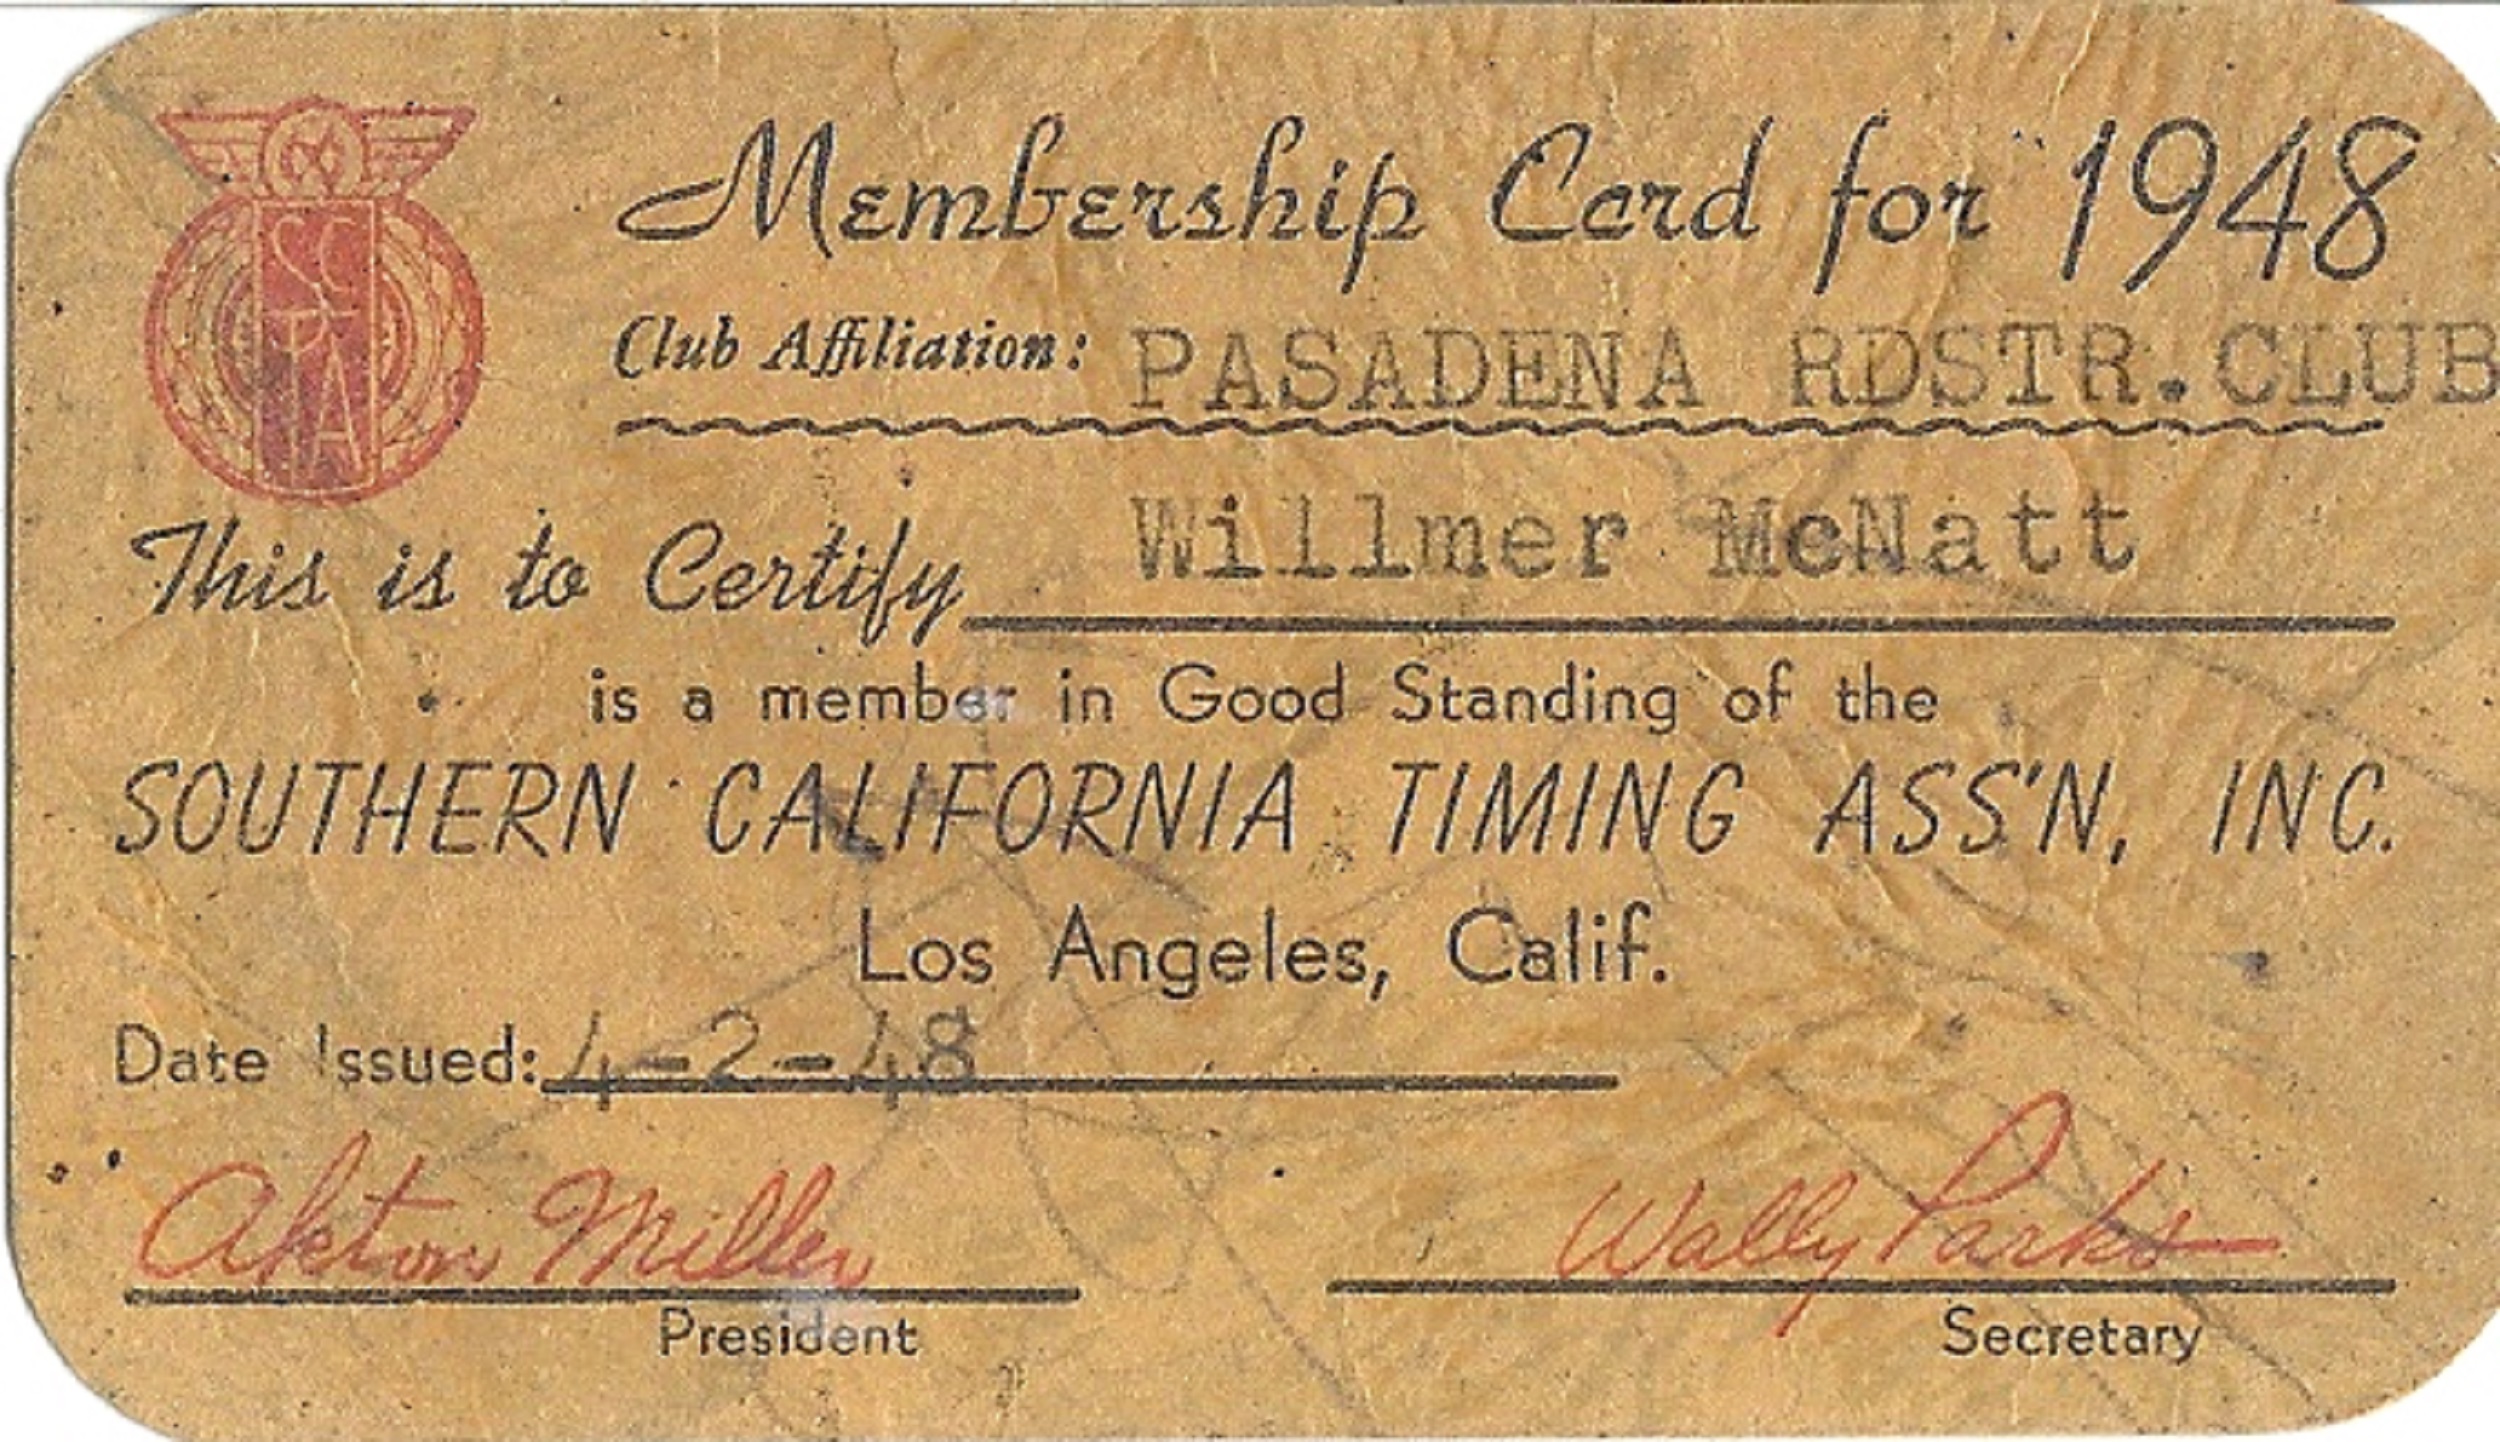 SC
TA
Membership Card for 1948
Club Affiliation: PASADENA RDSTR.CLUB
This is to Certify Willmer McNatt
is a member in Good Standing of the
SOUTHERN CALIFORNIA TIMING ASS'N, INC.
Los Angeles, Calif.
Date Issued: 4-2-48
Akton Miller
Wally Parks
President
Secretary